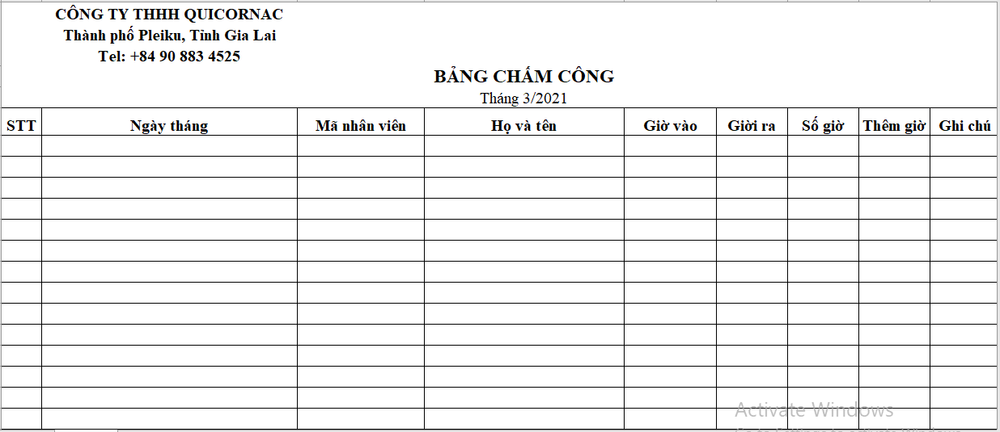 CÔNG TY THHH QUICORNAC
Thành phố Pleiku, Tỉnh Gia Lai
Tel: +84 90 883 4525
BẢNG CHẤM CÔNG
Tháng 3/2021
STT Ngày tháng Mã nhân viên Họ và tên Giờ vào Giời ra Số giờ Thêm giờ Ghi chú
Activate Windows